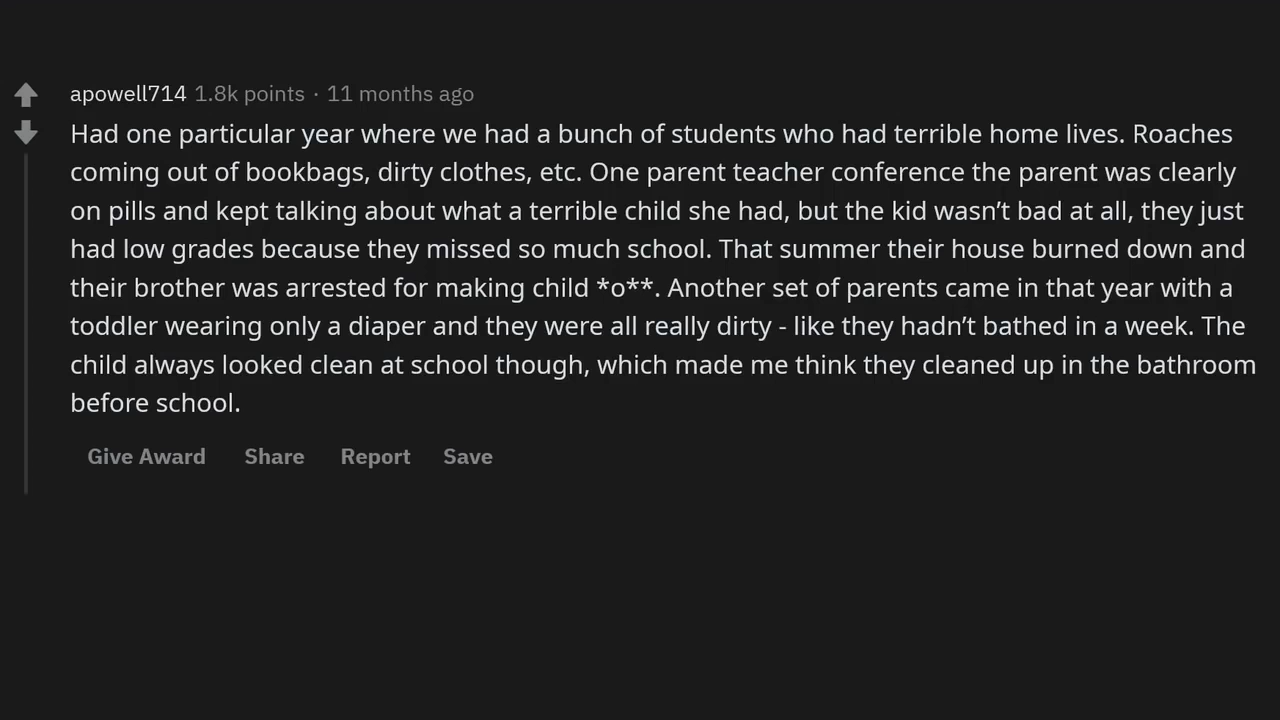 apowell714 1.8k points · 11 months ago
Had one particular year where we had a bunch of students who had terrible home lives. Roaches
coming out of bookbags, dirty clothes, etc. One parent teacher conference the parent was clearly
on pills and kept talking about what a terrible child she had, but the kid wasn’t bad at all, they just
had low grades because they missed so much school. That summer their house burned down and
their brother was arrested for making child *o**. Another set of parents came in that year with a
toddler wearing only a diaper and they were all really dirty - like they hadn’t bathed in a week. The
child always looked clean at school though, which made me think they cleaned up in the bathroom
before school.
Give Award Share Report Save